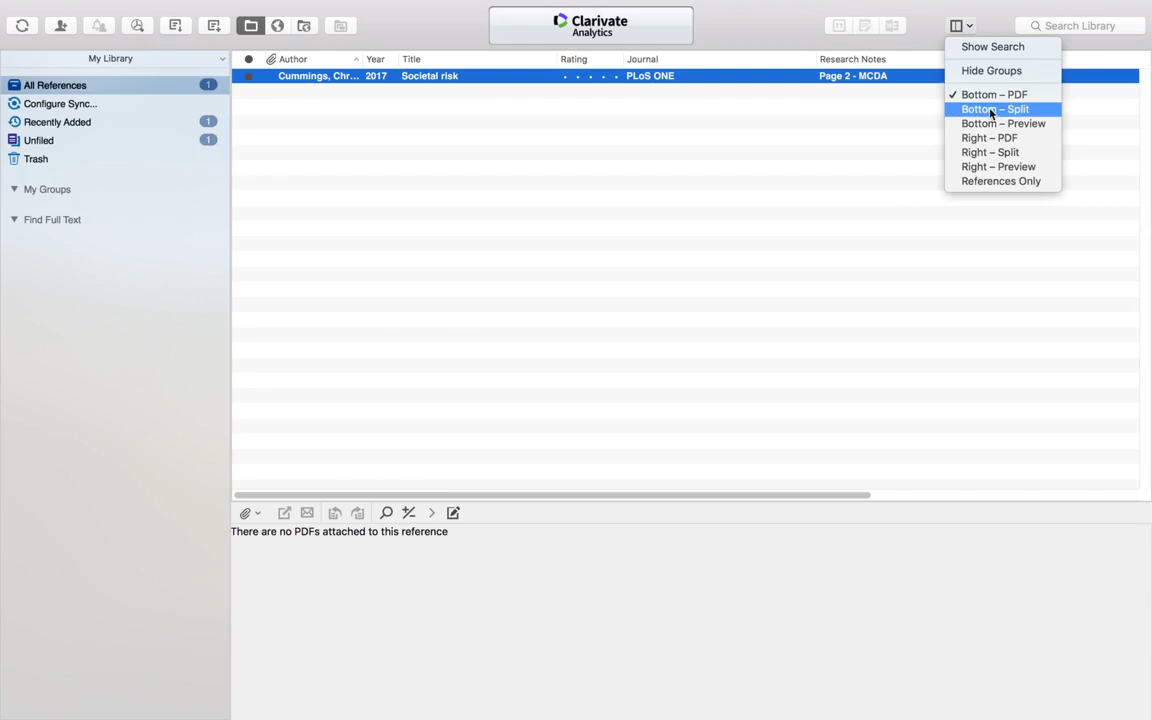 Clarivate
Analytics
Search Library
My Library
Author Year Title Rating Journal Research Notes
Cummings, Chr... 2017 Societal risk PLoS ONE Page 2 - MCDA
All References 1
Configure Sync...
Recently Added 1
Unfiled 1
Trash
My Groups
Find Full Text
Show Search
Hide Groups
✓ Bottom – PDF
Bottom – Split
Bottom – Preview
Right – PDF
Right – Split
Right – Preview
References Only
There are no PDFs attached to this reference